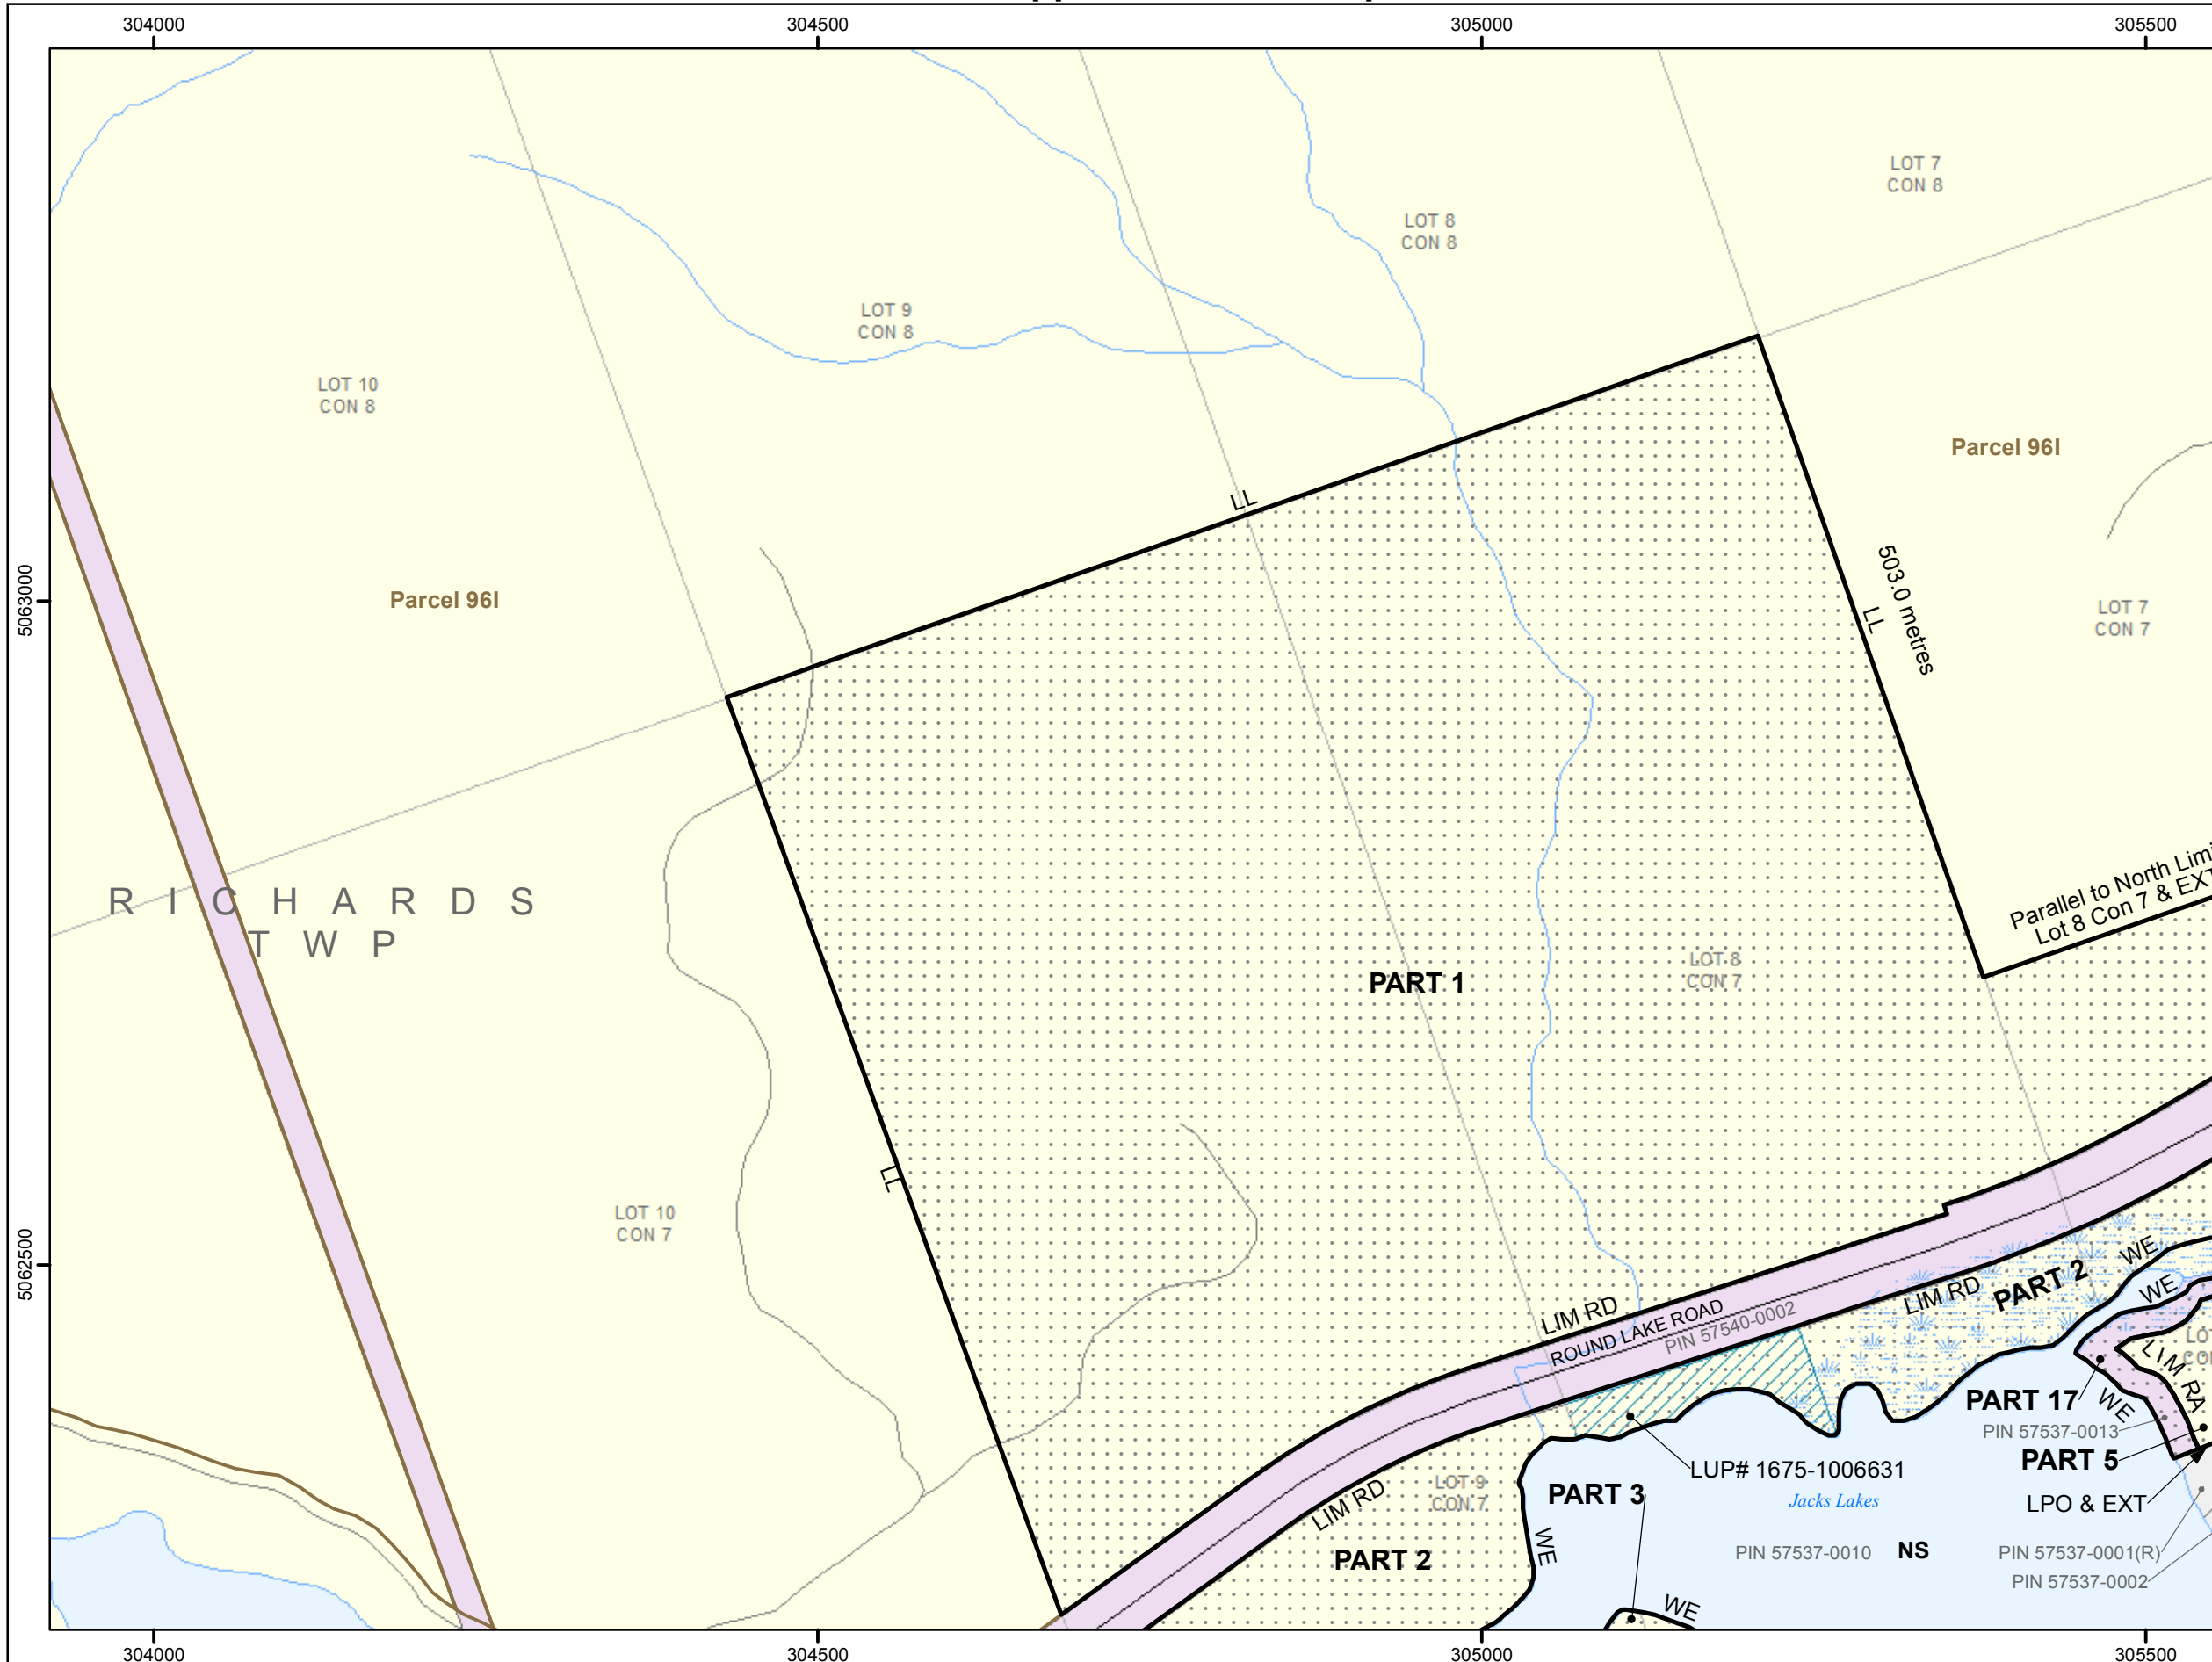 304000
304500
305000
305500
LOT 7
CON 8
LOT 8
CON 8
LOT 9
CON 8
LOT 10
CON 8
Parcel 96I
LL
503.0 metres
LL
5063000
Parcel 96I
LOT 7
CON 7
Parallel to North Limi
Lot 8 Con 7 & EXT
RICHARDS
TWP
PART 1
LOT 8
CON 7
LL
LOT 10
CON 7
5062500
WE
WE
PART 2
LIM RD
LIM RD
ROUND LAKE ROAD
PIN 57540-0002
LIM RA
PART 17
WE
PIN 57537-0013
PART 5
LUP# 1675-1006631
LOT 9
CON 7
PART 3
Jacks Lakes
LPO & EXT
LIM RD
WE
PART 2
PIN 57537-0010
NS
PIN 57537-0001(R)
PIN 57537-0002
WE
304000
304500
305000
305500